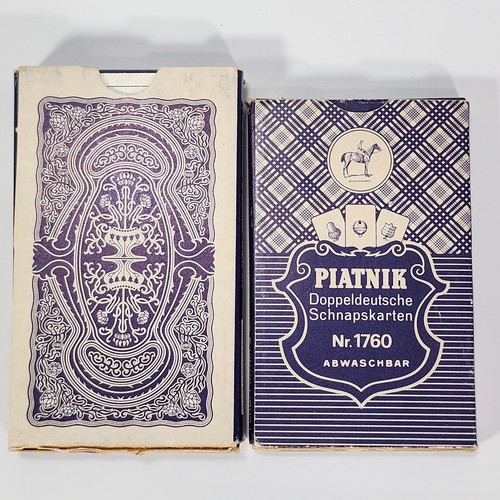 PIATNIK
Doppeldeutsche
Schnapskarten
Nr. 1760
ABWASCHBAR